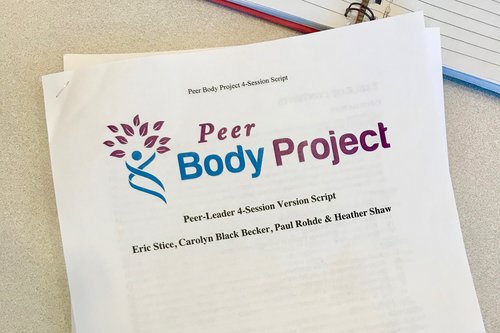 Peer Body Project 4-Session Script
Peer
Body Project
Peer-Leader 4-Session Version Script
Eric Stice, Carolyn Black Becker, Paul Rohde & Heather Shaw